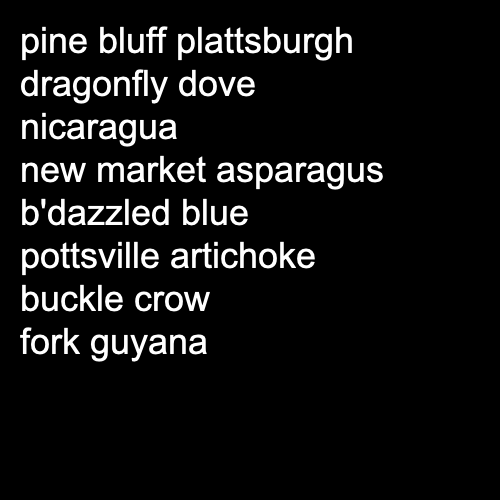 pine bluff plattsburgh
dragonfly dove
nicaragua
new market asparagus
b'dazzled blue
pottsville artichoke
buckle crow
fork guyana